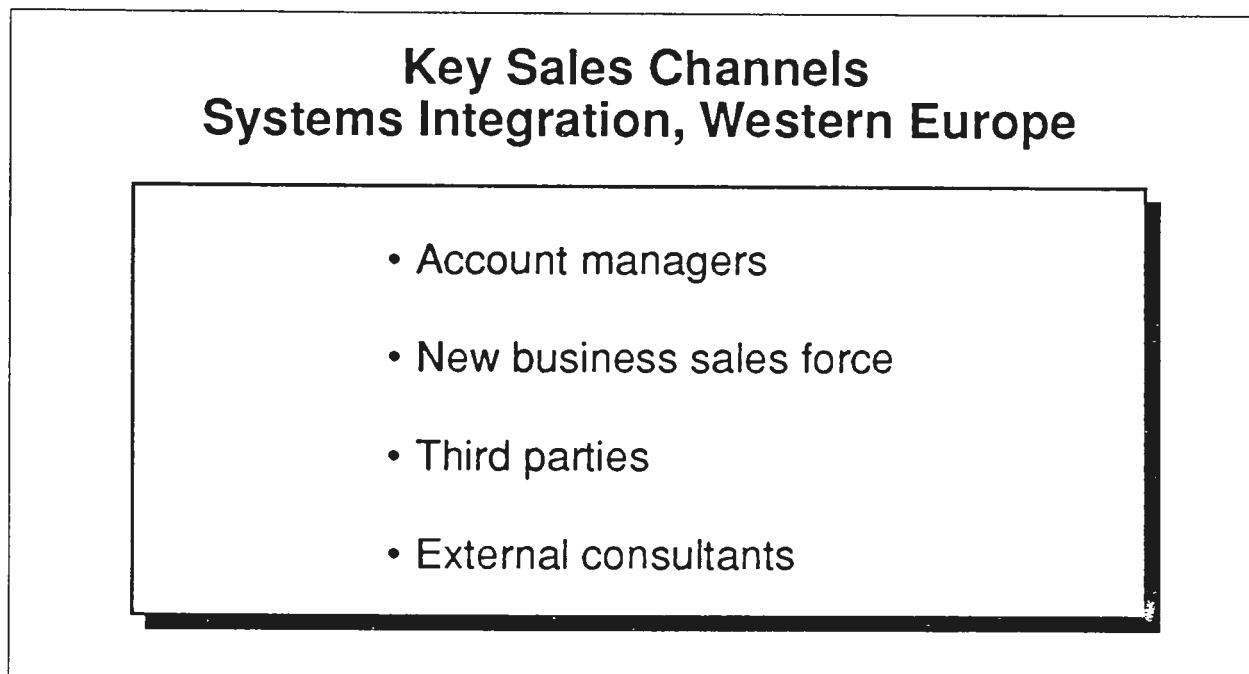 Key Sales Channels
Systems Integration, Western Europe
• Account managers
• New business sales force
• Third parties
• External consultants